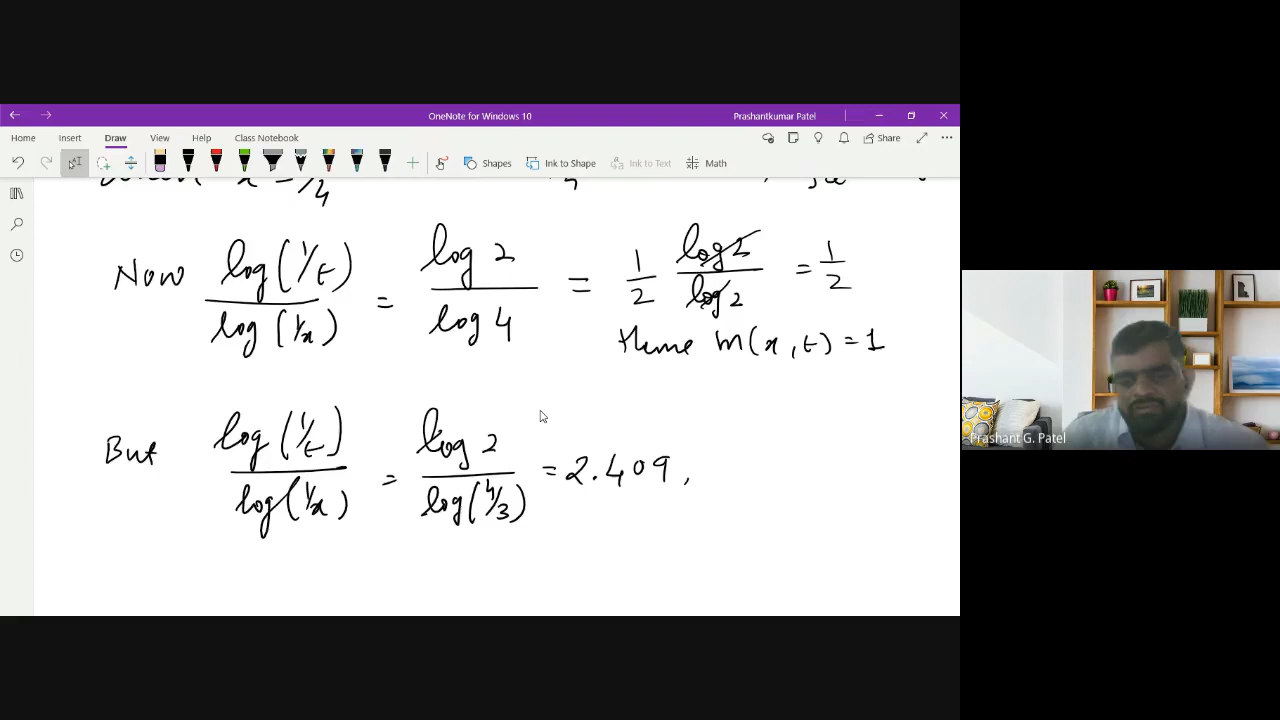 OneNote for Windows 10
Prashantkumar Patel
Home Insert Draw View Help Class Notebook
Share
Shapes Ink to Shape Ink to Text Math
x = 1/4
Now log(1/t) / log(1/x) = log 2 / log 4 = 1/2 log 2 / log 2 = 1/2
m(x, t) = 1
But log(1/t) / log(1/x) = log 2 / log(4/3) = 2.409,
Prashant G. Patel